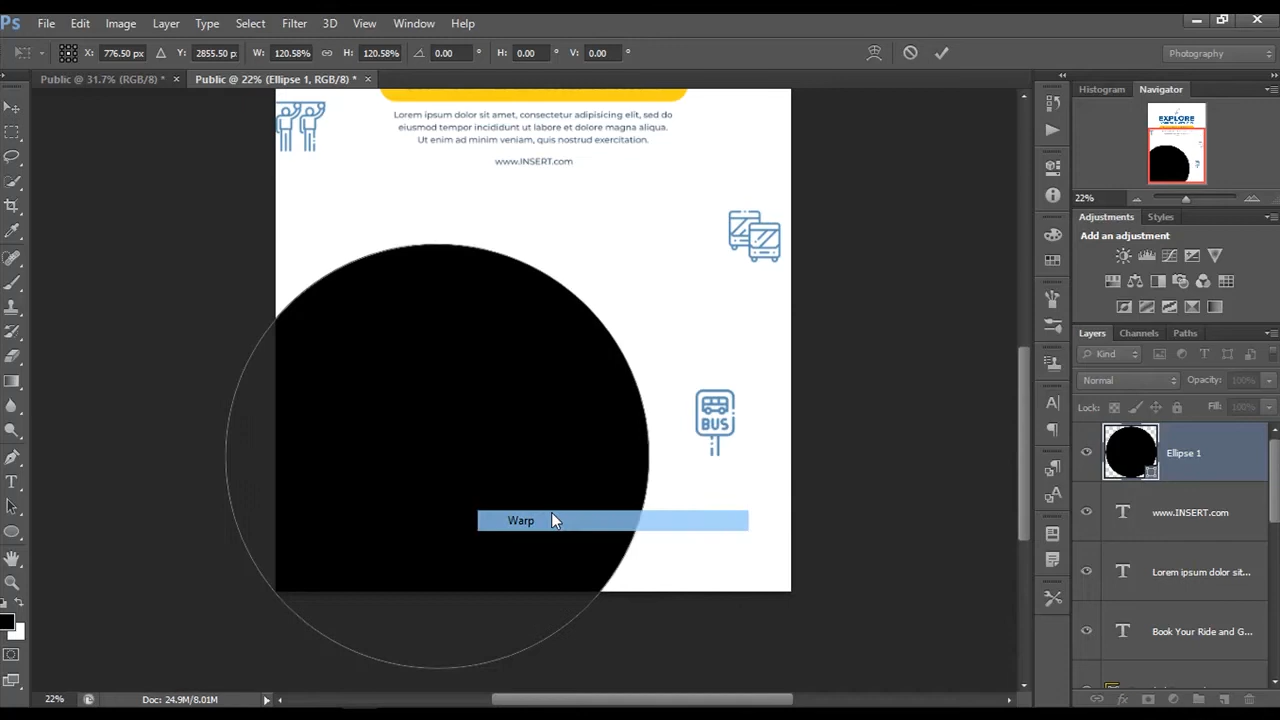 Ps File Edit Image Layer Type Select Filter 3D View Window Help
X: 776.50 px Y: 2855.50 px W: 120.58% H: 120.58% 0.00 ° H: 0.00 ° V: 0.00 ° Photography
Public @ 31.7% (RGB/8) * × Public @ 22% (Ellipse 1, RGB/8) * ×
Histogram Navigator
EXPLORE
Lorem ipsum dolor sit amet, consectetur adipisicing elit, sed do
eiusmod tempor incididunt ut labore et dolore magna aliqua.
Ut enim ad minim veniam, quis nostrud exercitation.
www.INSERT.com
22%
Adjustments Styles
Add an adjustment
Layers Channels Paths
Kind
Normal Opacity: 100%
Lock: Fill: 100%
BUS
Ellipse 1
Warp
www.INSERT.com
Lorem ipsum dolor sit...
Book Your Ride and G...
22% Doc: 24.9M/8.01M